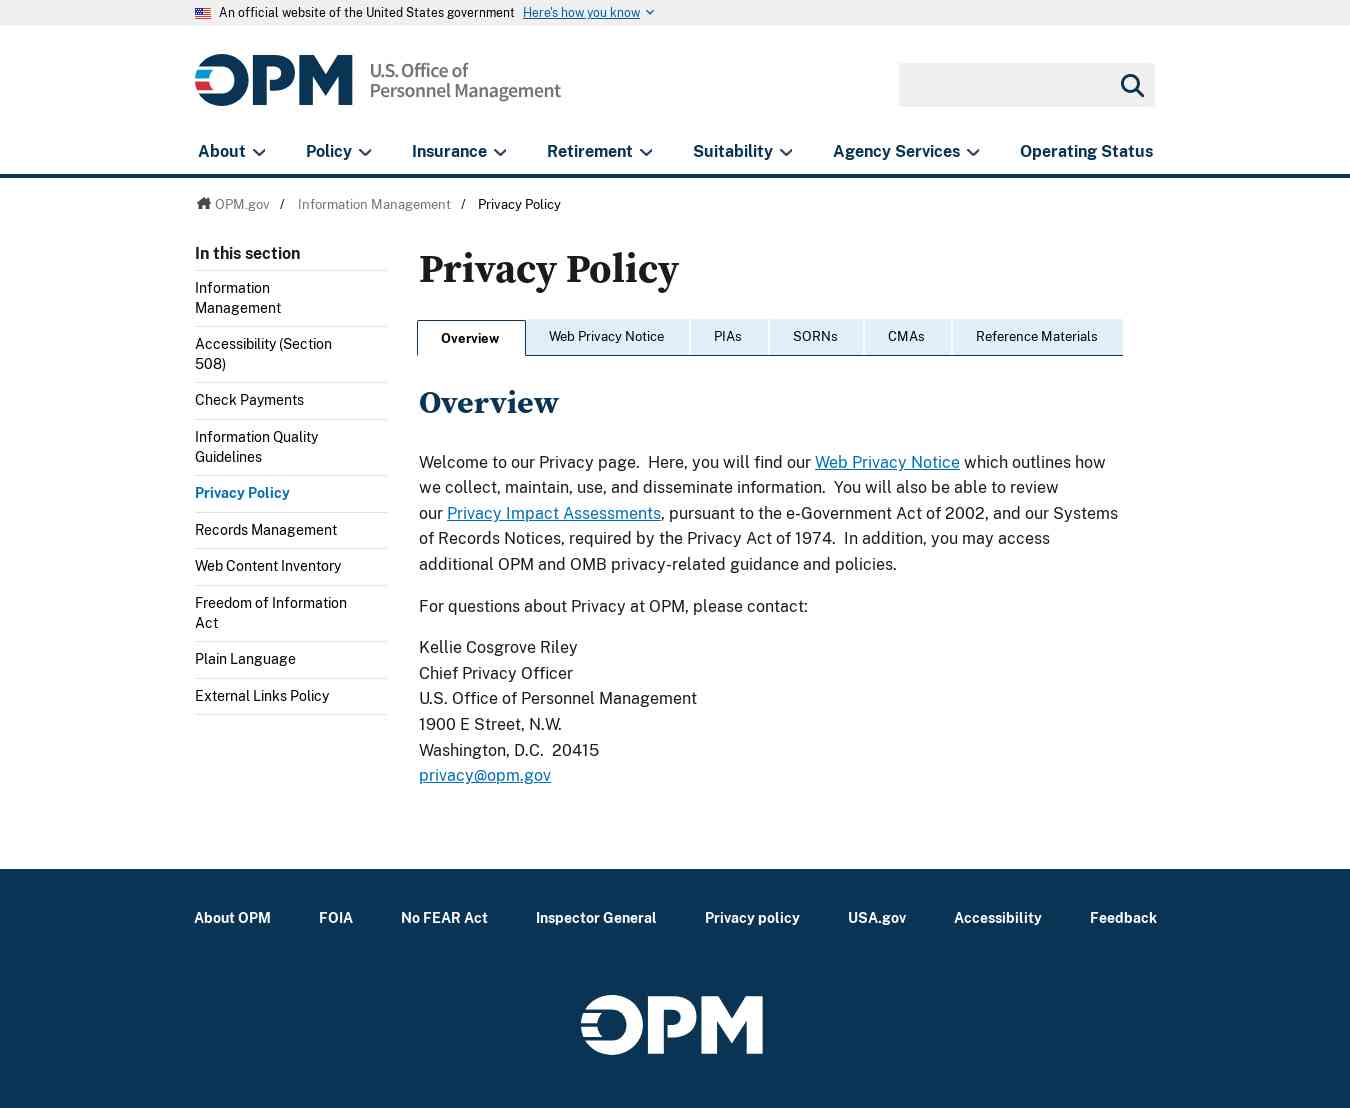 An official website of the United States government Here's how you know
OPM U.S. Office of
Personnel Management
About Policy Insurance Retirement Suitability Agency Services Operating Status
OPM.gov / Information Management / Privacy Policy
In this section
Information
Management
Accessibility (Section
508)
Check Payments
Information Quality
Guidelines
Privacy Policy
Records Management
Web Content Inventory
Freedom of Information
Act
Plain Language
External Links Policy
Privacy Policy
Overview Web Privacy Notice PIAs SORNs CMAs Reference Materials
Overview
Welcome to our Privacy page.  Here, you will find our Web Privacy Notice which outlines how
we collect, maintain, use, and disseminate information.  You will also be able to review
our Privacy Impact Assessments, pursuant to the e-Government Act of 2002, and our Systems
of Records Notices, required by the Privacy Act of 1974.  In addition, you may access
additional OPM and OMB privacy-related guidance and policies.
For questions about Privacy at OPM, please contact:
Kellie Cosgrove Riley
Chief Privacy Officer
U.S. Office of Personnel Management
1900 E Street, N.W.
Washington, D.C.  20415
privacy@opm.gov
About OPM FOIA No FEAR Act Inspector General Privacy policy USA.gov Accessibility Feedback
OPM